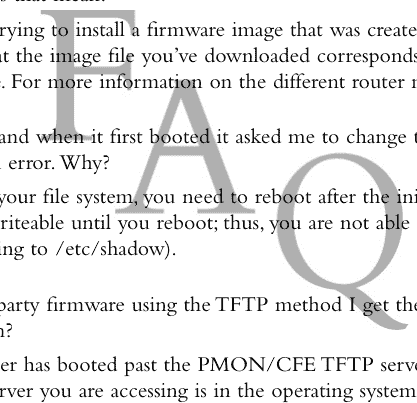 rying to install a firmware image that was create
t the image file you've downloaded corresponds
. For more information on the different router
and when it first booted it asked me to change
error. Why?
your file system, you need to reboot after the ini
riteable until you reboot; thus, you are not able
ing to /etc/shadow).
party firmware using the TFTP method I get the
?
er has booted past the PMON/CFE TFTP serve
rver you are accessing is in the operating system
FAQ